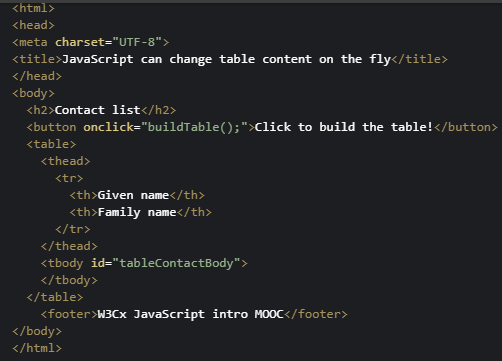 <html>
<head>
<meta charset="UTF-8">
<title>JavaScript can change table content on the fly</title>
</head>
<body>
<h2>Contact list</h2>
<button onclick="buildTable();">Click to build the table!</button>
<table>
<thead>
<tr>
<th>Given name</th>
<th>Family name</th>
</tr>
</thead>
<tbody id="tableContactBody">
</tbody>
</table>
<footer>W3Cx JavaScript intro MOOC</footer>
</body>
</html>